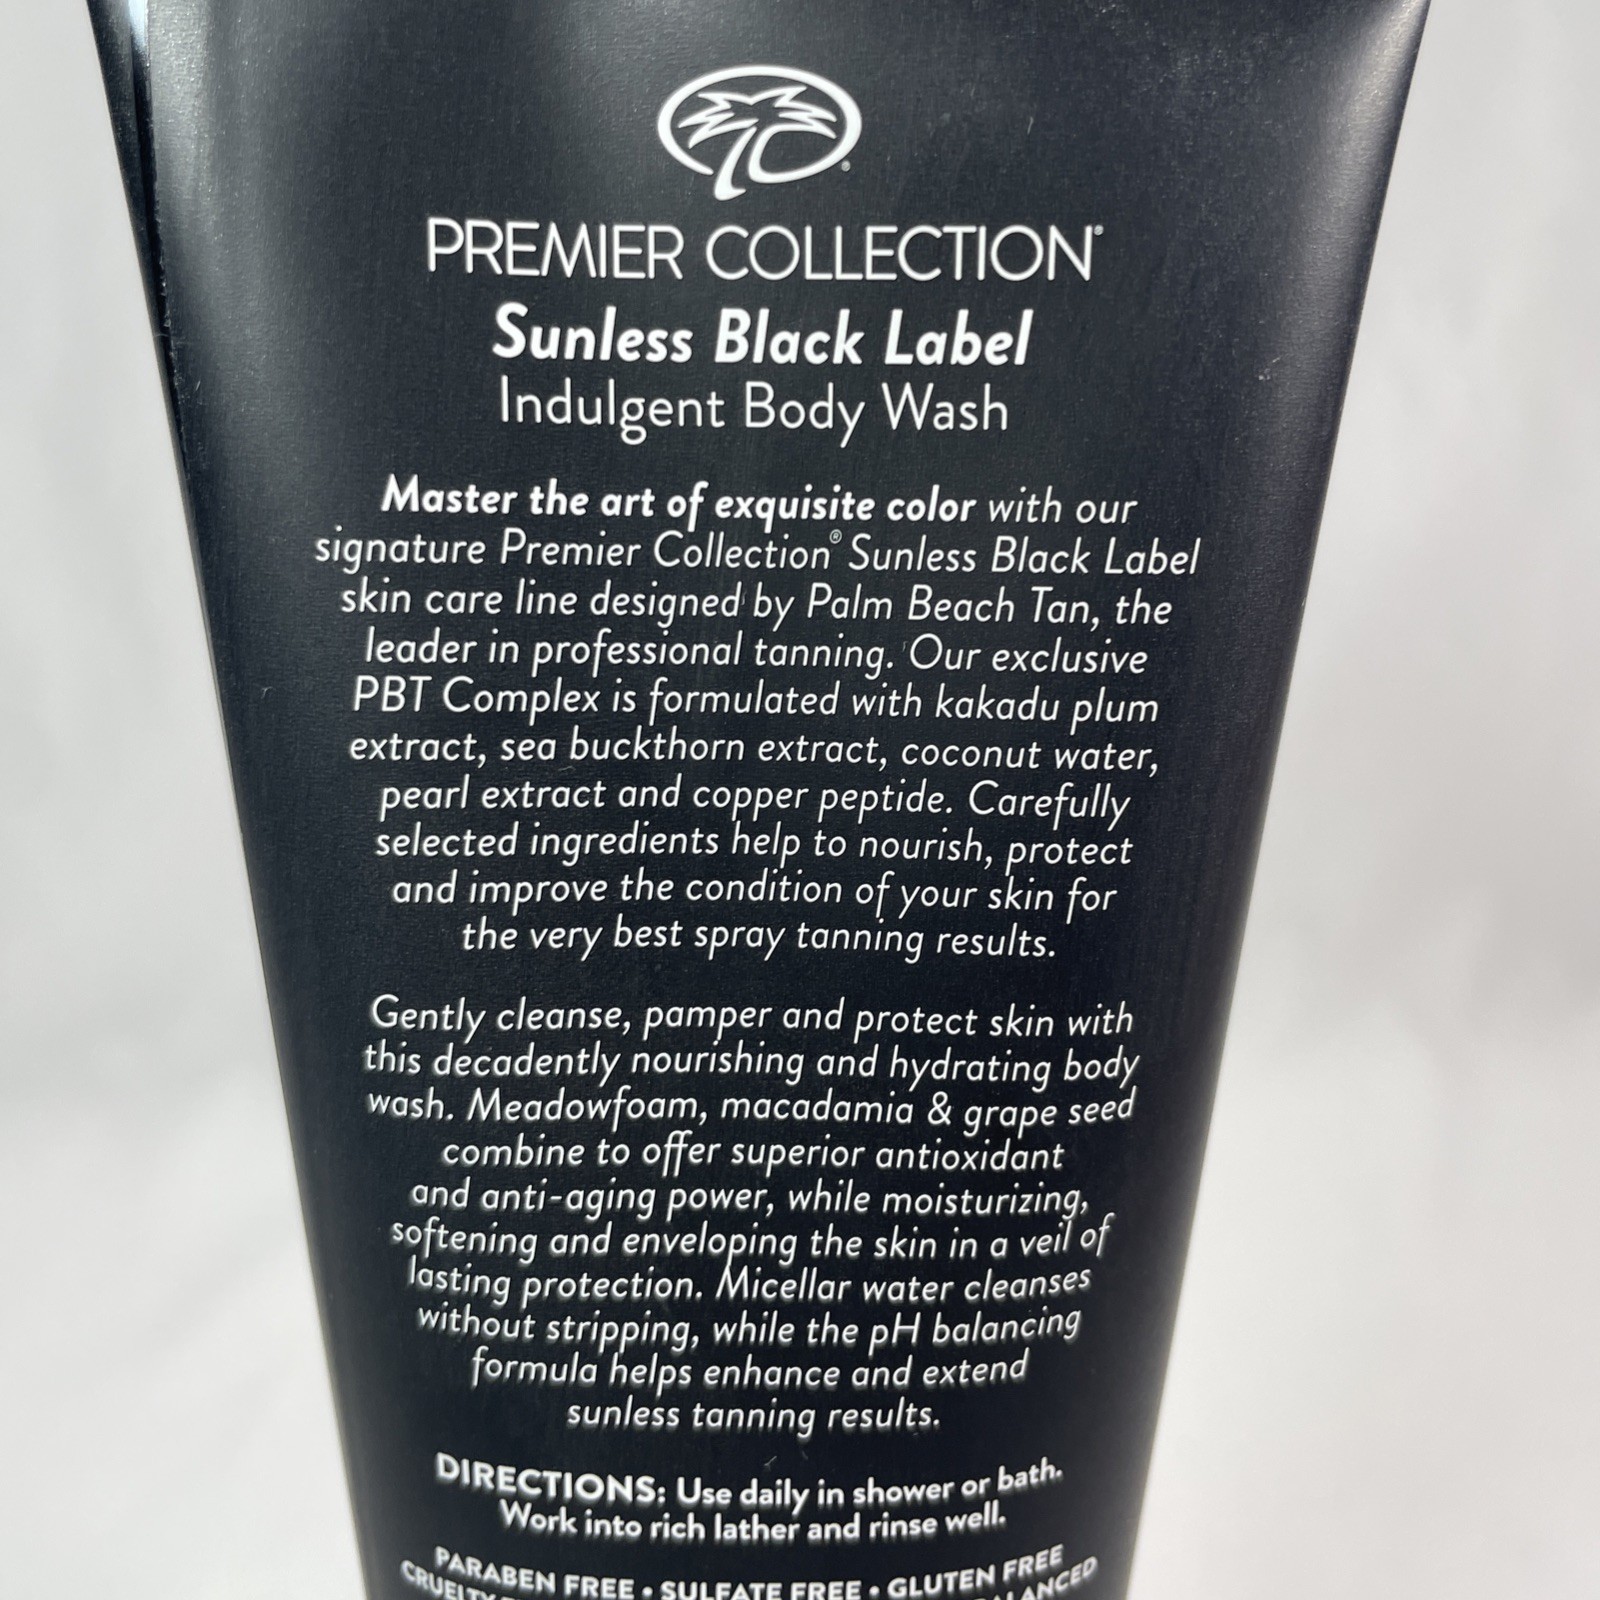 PREMIER COLLECTION®
Sunless Black Label
Indulgent Body Wash
Master the art of exquisite color with our
signature Premier Collection® Sunless Black Label
skin care line designed by Palm Beach Tan, the
leader in professional tanning. Our exclusive
PBT Complex is formulated with kakadu plum
extract, sea buckthorn extract, coconut water,
pearl extract and copper peptide. Carefully
selected ingredients help to nourish, protect
and improve the condition of your skin for
the very best spray tanning results.
Gently cleanse, pamper and protect skin with
this decadently nourishing and hydrating body
wash. Meadowfoam, macadamia & grape seed
combine to offer superior antioxidant
and anti-aging power, while moisturizing,
softening and enveloping the skin in a veil of
lasting protection. Micellar water cleanses
without stripping, while the pH balancing
formula helps enhance and extend
sunless tanning results.
DIRECTIONS: Use daily in shower or bath.
Work into rich lather and rinse well.
PARABEN FREE • SULFATE FREE • GLUTEN FREE
CRUELTY